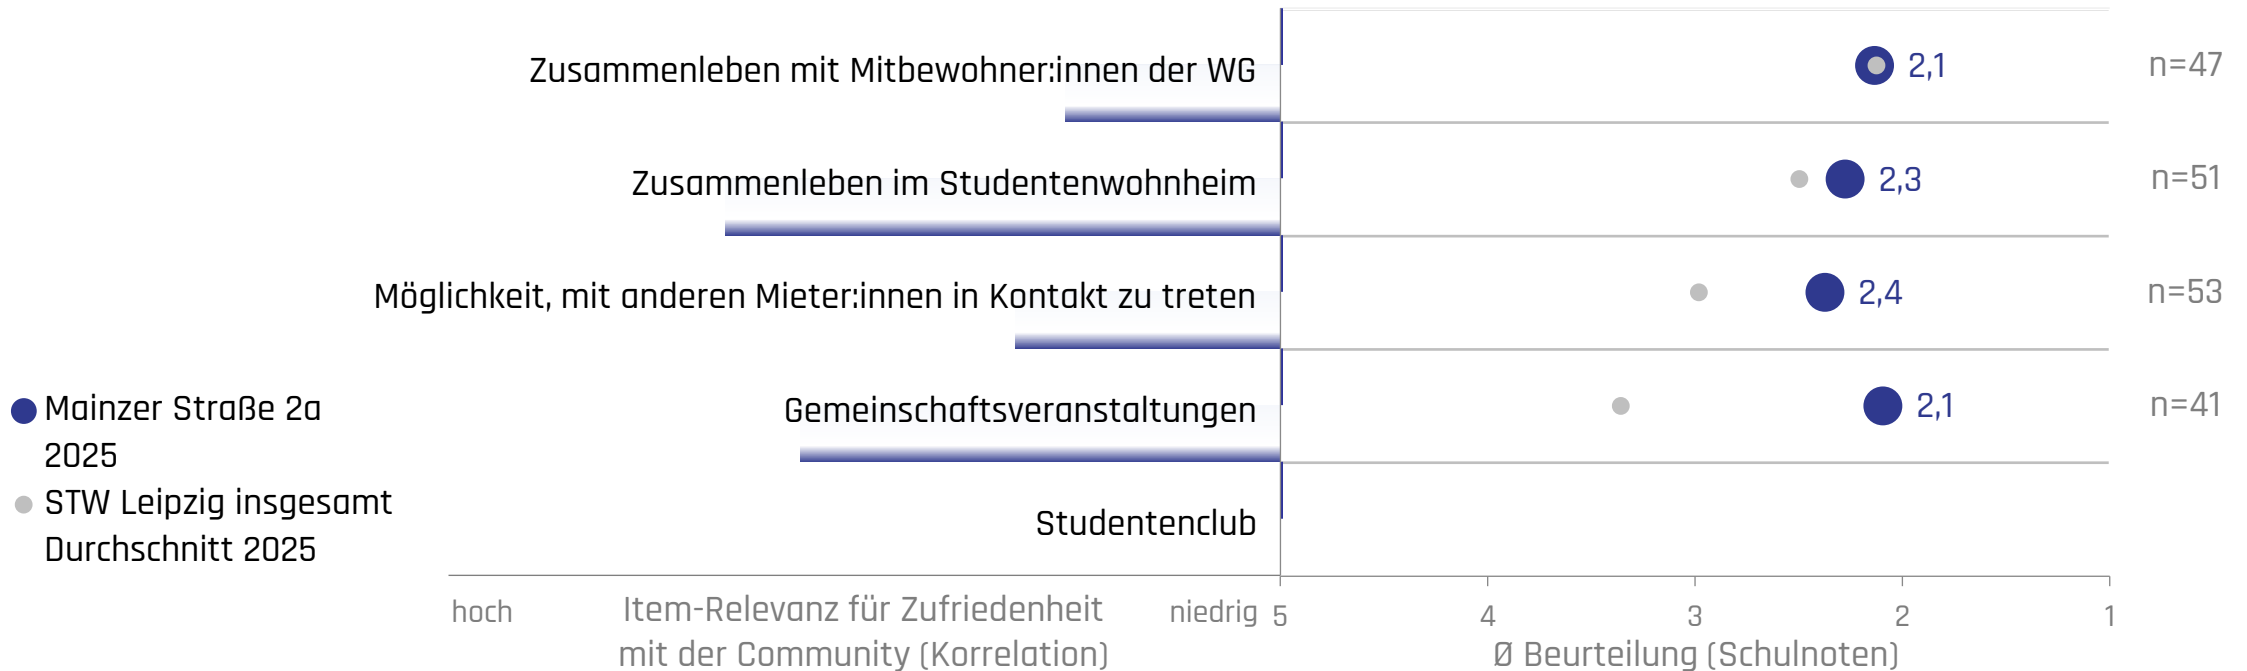 Zusammenleben mit Mitbewohner:innen der WG 2,1 n=47
Zusammenleben im Studentenwohnheim 2,3 n=51
Möglichkeit, mit anderen Mieter:innen in Kontakt zu treten 2,4 n=53
Gemeinschaftsveranstaltungen 2,1 n=41
Studentenclub
Mainzer Straße 2a
2025
STW Leipzig insgesamt
Durchschnitt 2025
hoch Item-Relevanz für Zufriedenheit niedrig
mit der Community (Korrelation)
5 4 3 2 1
Ø Beurteilung (Schulnoten)